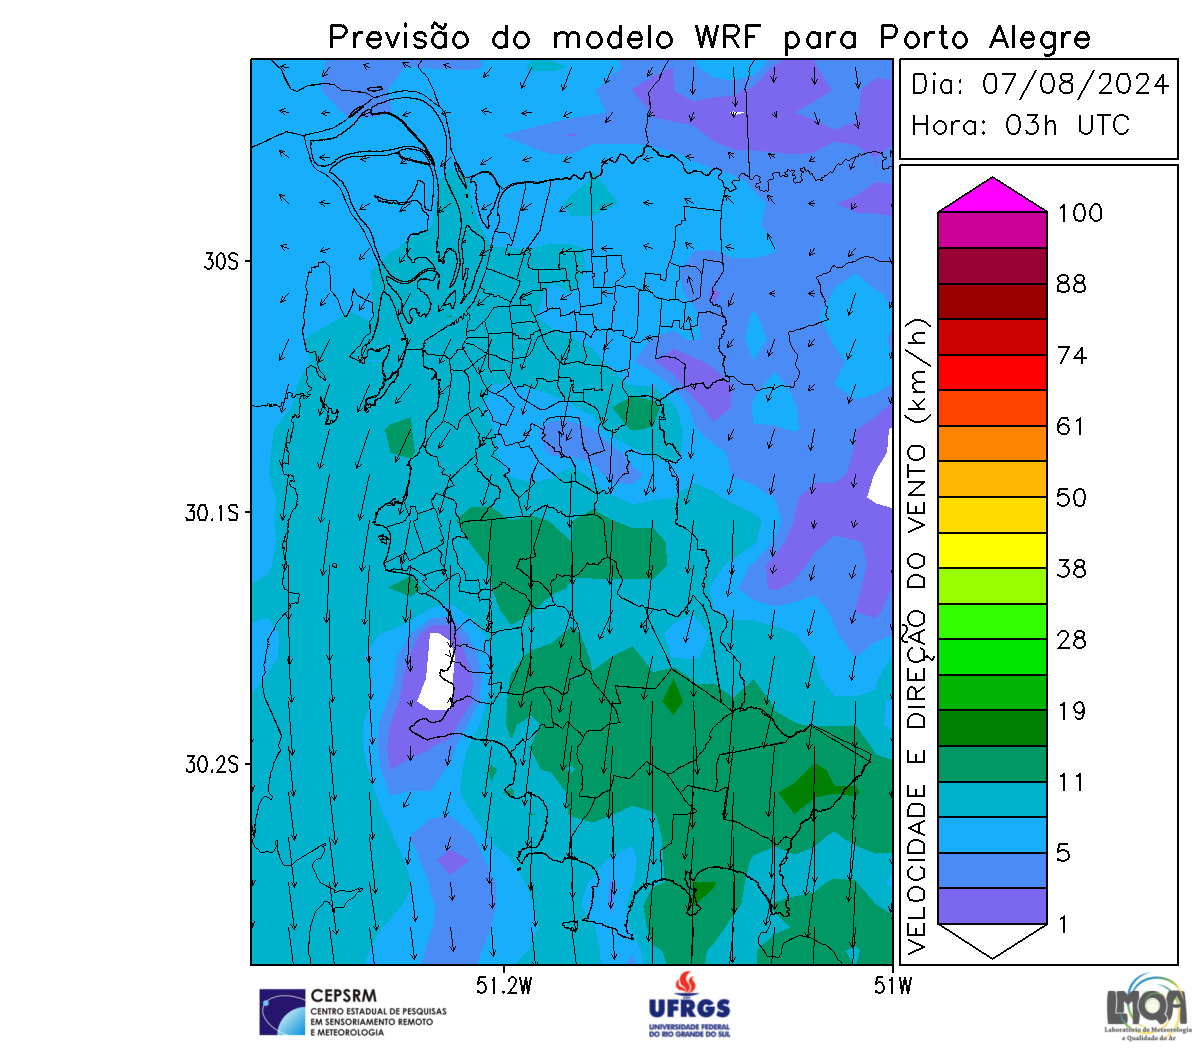 Previsão do modelo WRF para Porto Alegre
Dia: 07/08/2024
Hora: 03h UTC
30S
30.1S
30.2S
51.2W
51W
VELOCIDADE E DIREÇÃO DO VENTO (km/h)
100
88
74
61
50
38
28
19
11
5
1
CEPSRM
CENTRO ESTADUAL DE PESQUISAS
EM SENSORIAMENTO REMOTO
E METEOROLOGIA
UFRGS
UNIVERSIDADE FEDERAL
DO RIO GRANDE DO SUL
LMQA
Laboratório de Meteorologia
e Qualidade do Ar